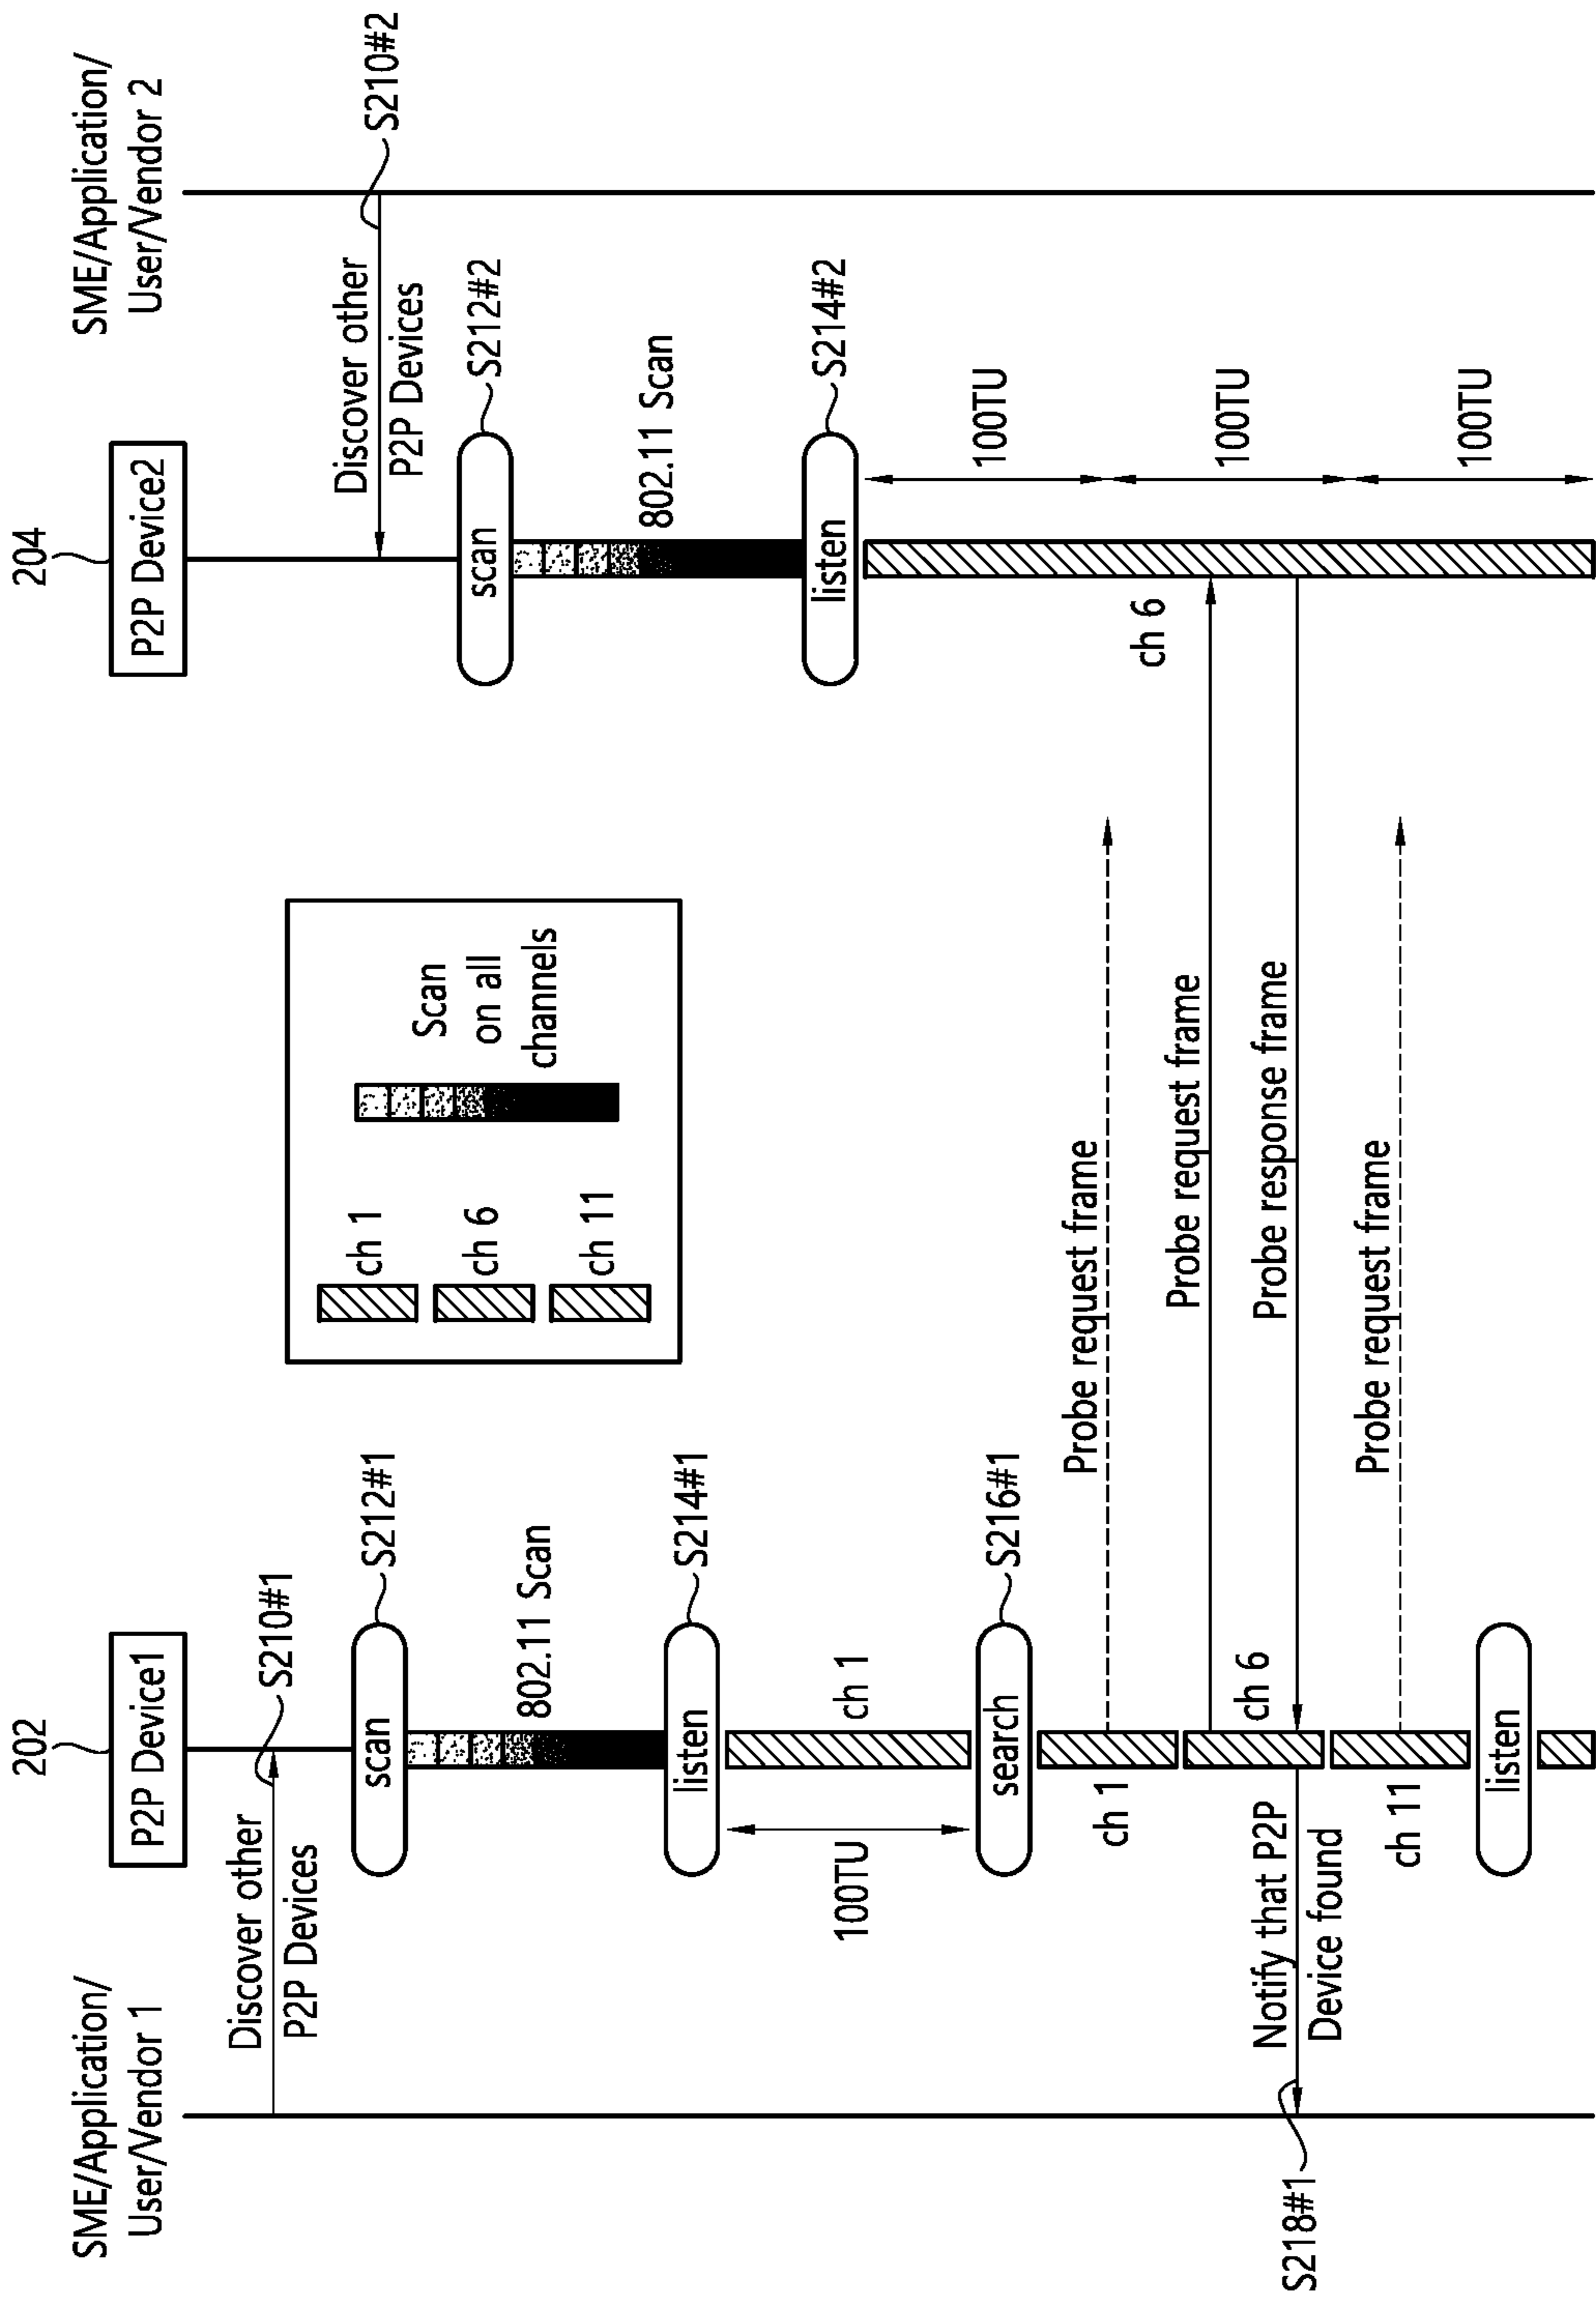 SME/Application/
User/Vendor 1
202
P2P Device1
204
P2P Device2
SME/Application/
User/Vendor 2
Discover other
P2P Devices
S210#1
Discover other
P2P Devices
S210#2
scan
S212#1
802.11 Scan
scan
S212#2
802.11 Scan
ch 1
ch 6
ch 11
Scan
on all
channels
listen
S214#1
listen
S214#2
100TU
ch 1
100TU
100TU
100TU
search
S216#1
ch 1
Probe request frame
ch 6
Probe request frame
ch 6
Probe response frame
Notify that P2P
Device found
S218#1
ch 11
Probe request frame
listen